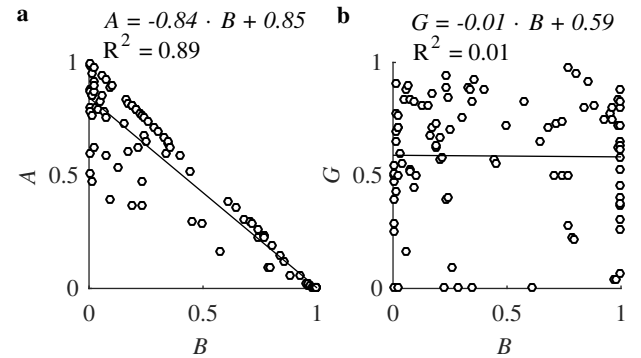 a
A = -0.84 · B + 0.85
R² = 0.89
1
0.5
0
A
0 0.5 1
B
b
G = -0.01 · B + 0.59
R² = 0.01
1
0.5
0
G
0 0.5 1
B